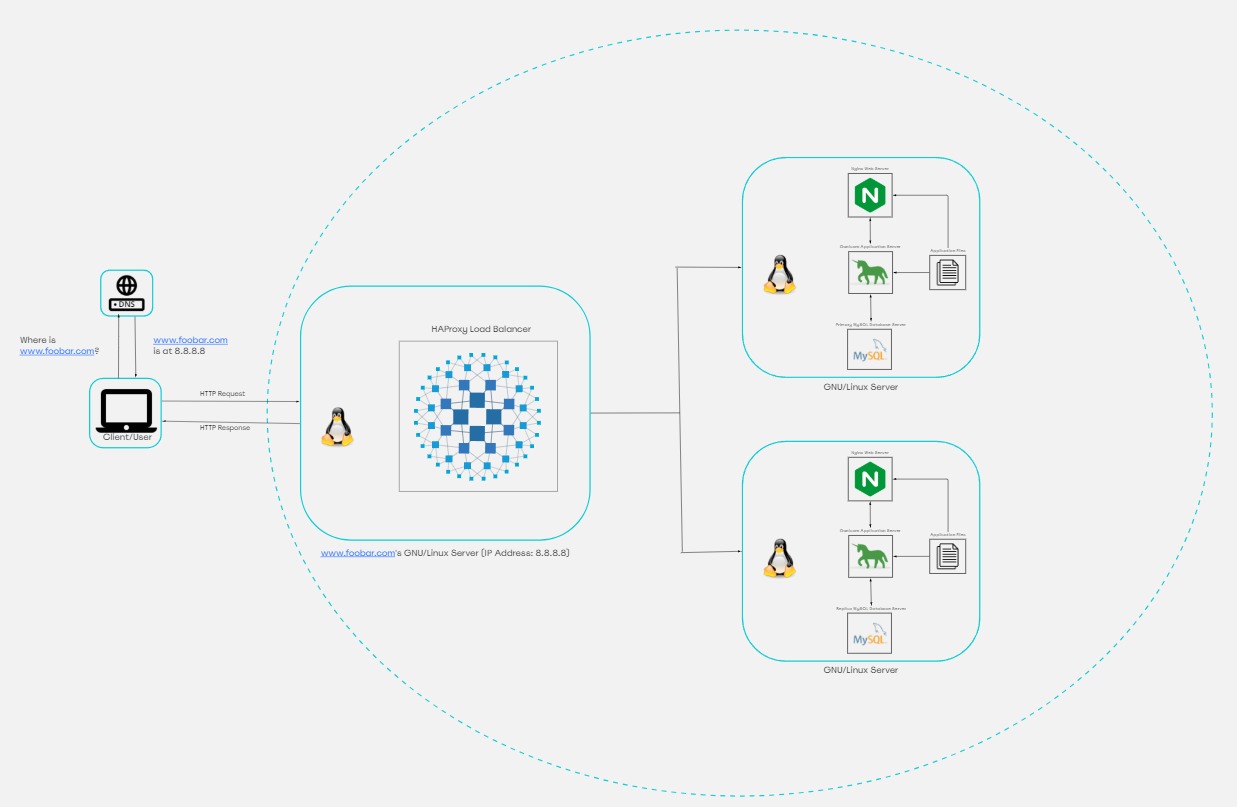 DNS
Where is
www.foobar.com?
www.foobar.com
is at 8.8.8.8
Client/User
HTTP Request
HTTP Response
HAProxy Load Balancer
www.foobar.com's GNU/Linux Server (IP Address: 8.8.8.8)
Nginx Web Server
Gunicorn Application Server
Application Files
Primary MySQL Database Server
MySQL
GNU/Linux Server
Nginx Web Server
Gunicorn Application Server
Application Files
Replica MySQL Database Server
MySQL
GNU/Linux Server